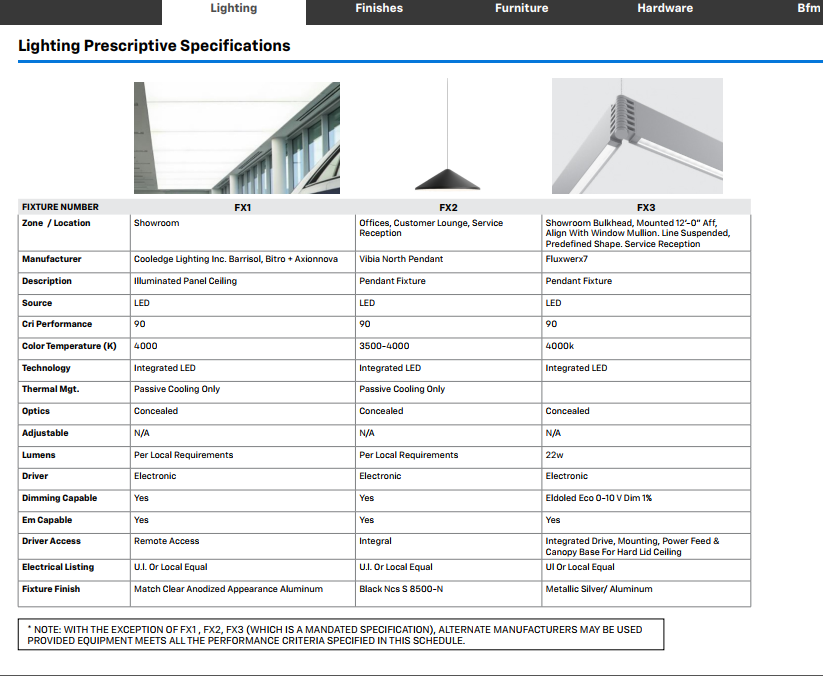 Lighting Finishes Furniture Hardware Bfm
Lighting Prescriptive Specifications
FIXTURE NUMBER FX1 FX2 FX3
Zone / Location Showroom Offices, Customer Lounge, Service Reception Showroom Bulkhead, Mounted 12'-0" Aff, Align With Window Mullion. Line Suspended, Predefined Shape. Service Reception
Manufacturer Cooledge Lighting Inc. Barrisol, Bitro + Axionnova Vibia North Pendant Fluxwerx7
Description Illuminated Panel Ceiling Pendant Fixture Pendant Fixture
Source LED LED LED
Cri Performance 90 90 90
Color Temperature (K) 4000 3500-4000 4000k
Technology Integrated LED Integrated LED Integrated LED
Thermal Mgt. Passive Cooling Only Passive Cooling Only
Optics Concealed Concealed Concealed
Adjustable N/A N/A N/A
Lumens Per Local Requirements Per Local Requirements 22w
Driver Electronic Electronic Electronic
Dimming Capable Yes Yes Eldoled Eco 0-10 V Dim 1%
Em Capable Yes Yes Yes
Driver Access Remote Access Integral Integrated Drive, Mounting, Power Feed & Canopy Base For Hard Lid Ceiling
Electrical Listing U.l. Or Local Equal U.l. Or Local Equal Ul Or Local Equal
Fixture Finish Match Clear Anodized Appearance Aluminum Black Ncs S 8500-N Metallic Silver/ Aluminum
* NOTE: WITH THE EXCEPTION OF FX1 , FX2, FX3 (WHICH IS A MANDATED SPECIFICATION), ALTERNATE MANUFACTURERS MAY BE USED
PROVIDED EQUIPMENT MEETS ALL THE PERFORMANCE CRITERIA SPECIFIED IN THIS SCHEDULE.